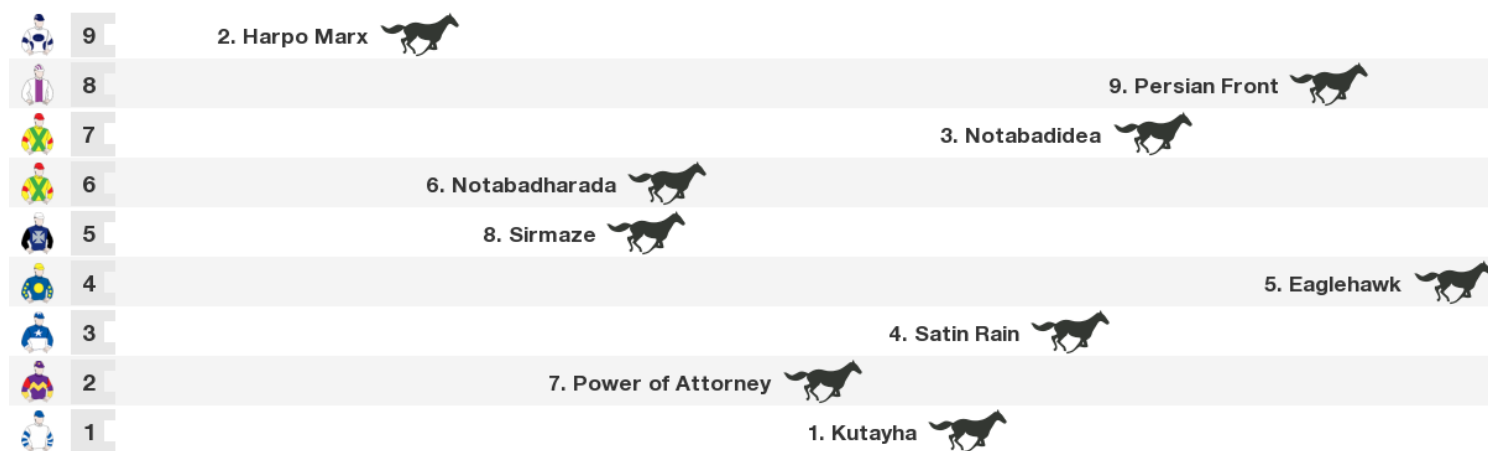 9 2. Harpo Marx
8 9. Persian Front
7 3. Notabadidea
6 6. Notabadharada
5 8. Sirmaze
4 5. Eaglehawk
3 4. Satin Rain
2 7. Power of Attorney
1 1. Kutayha